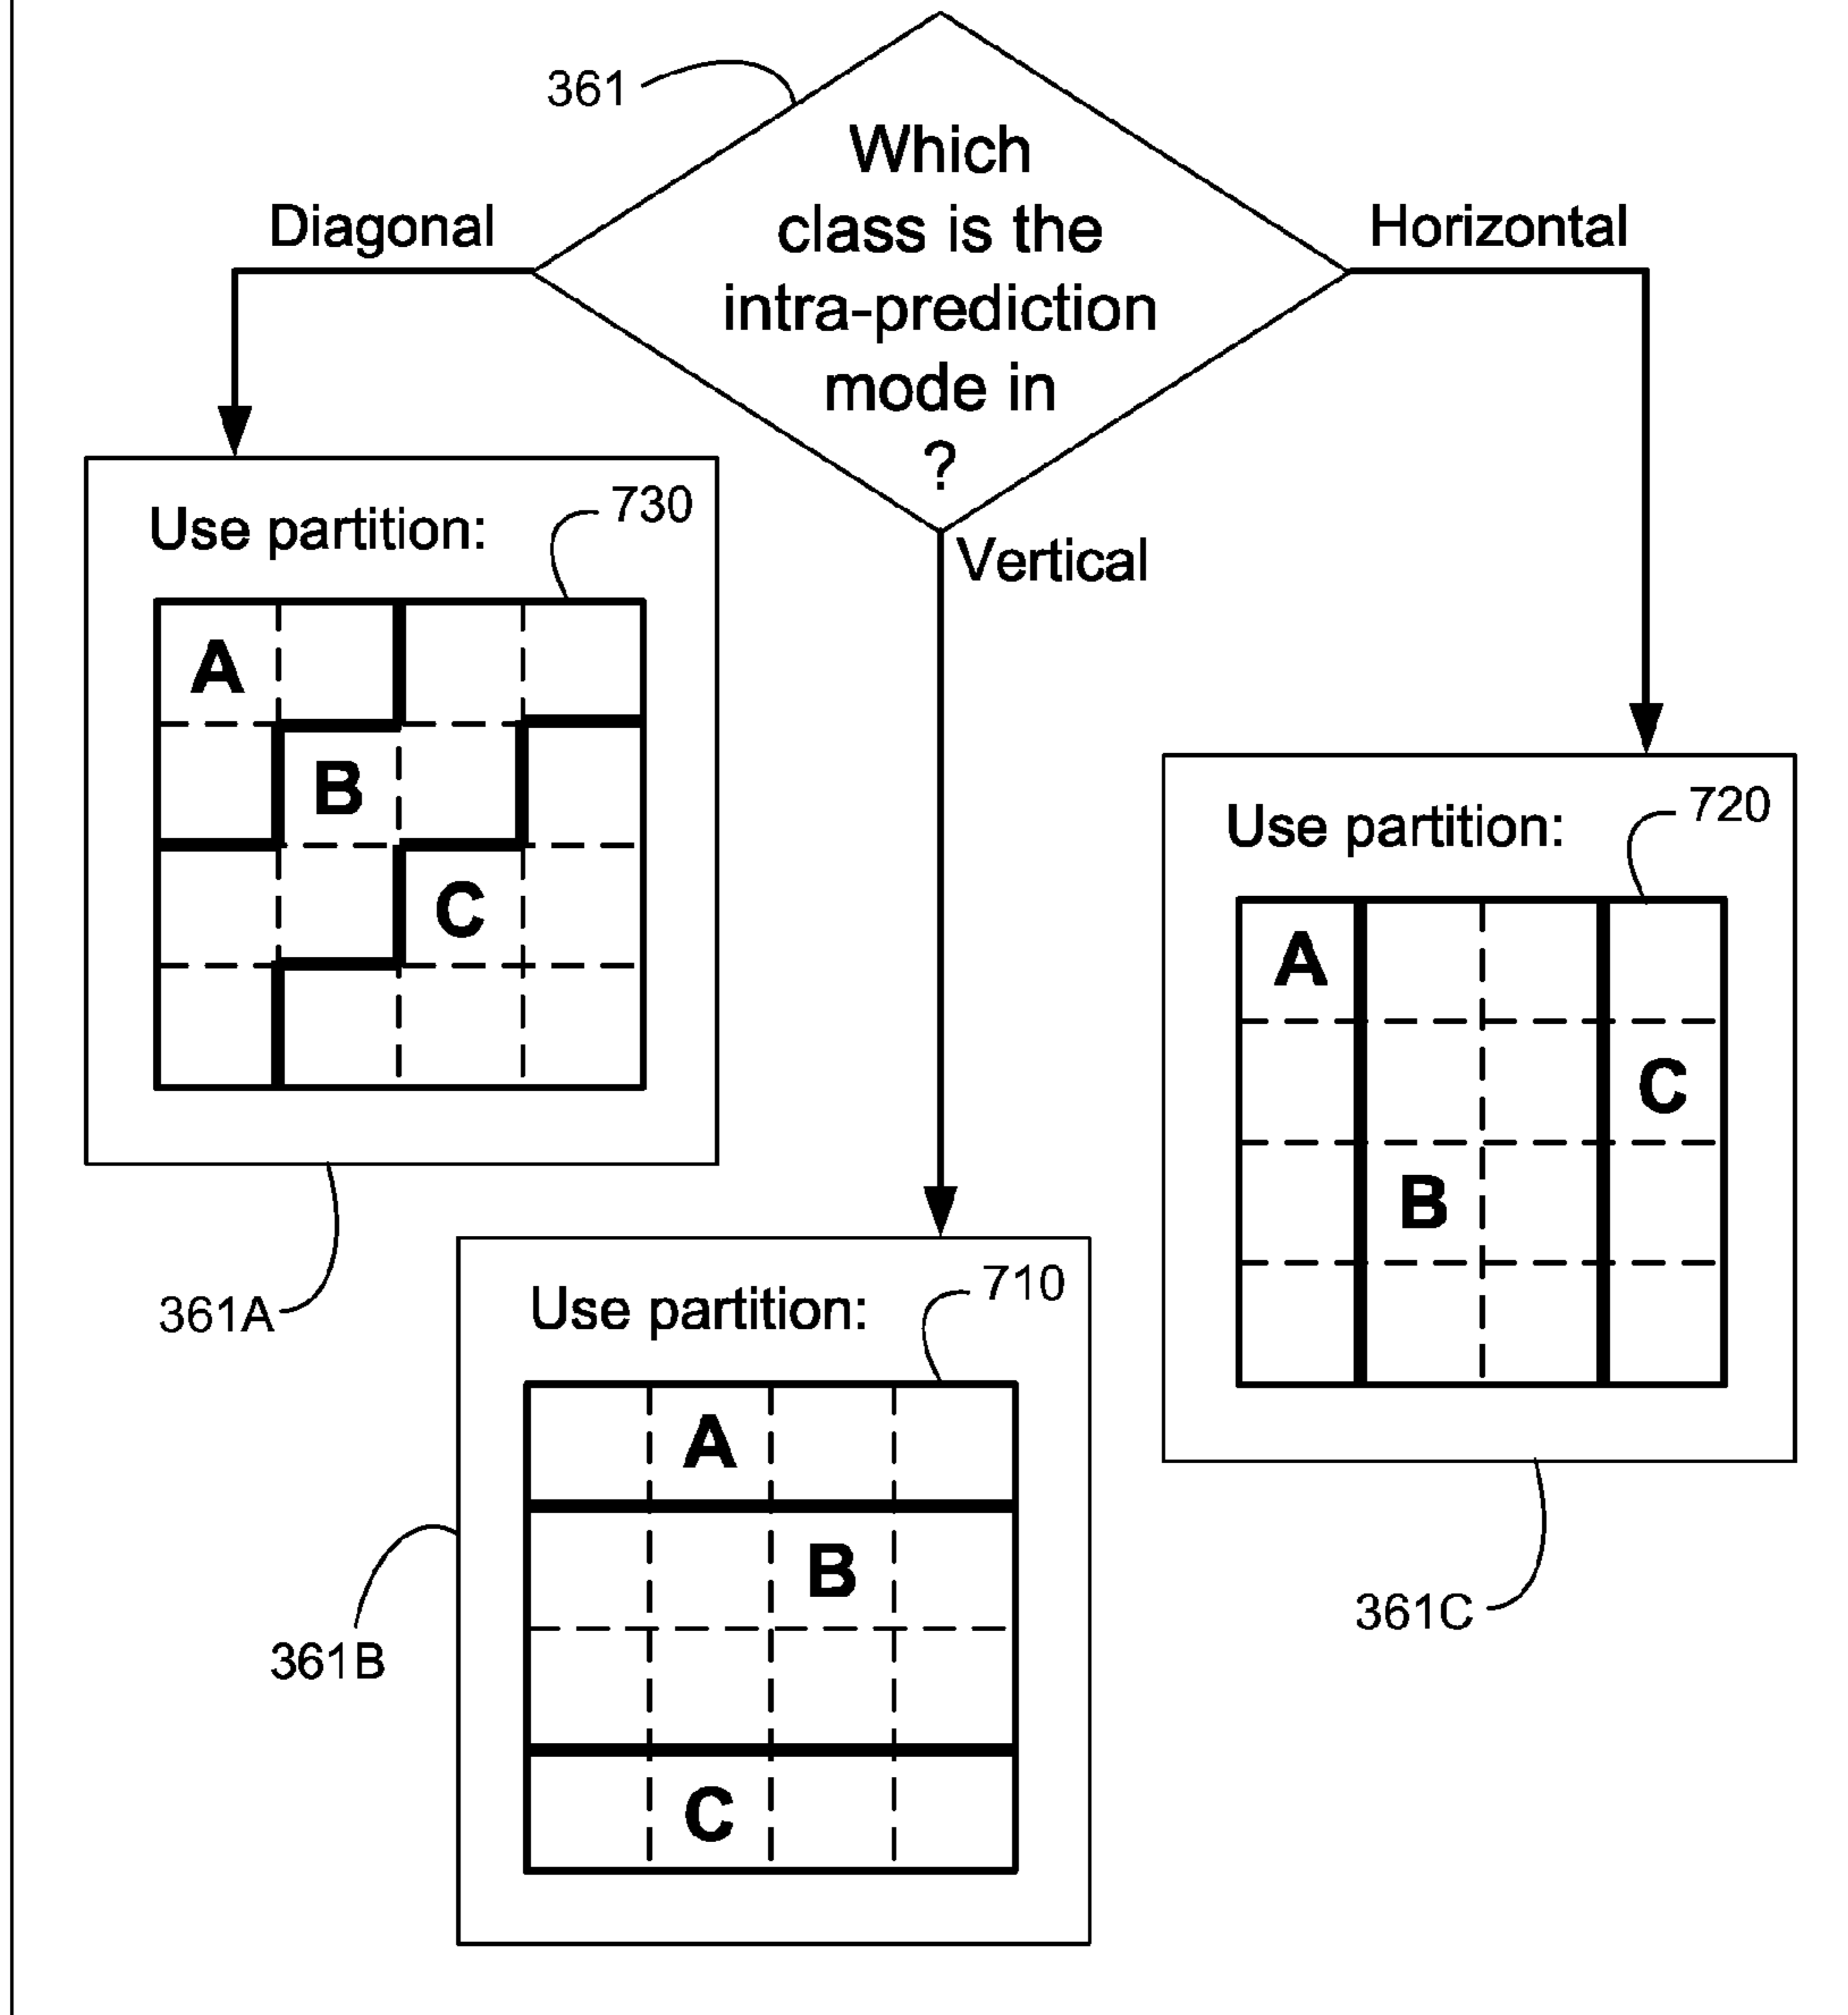 361
Which
class is the
intra-prediction
mode in
?
Diagonal
Horizontal
Vertical
Use partition:
730
A
B
C
361A
Use partition:
720
A
C
B
361C
Use partition:
710
A
B
C
361B